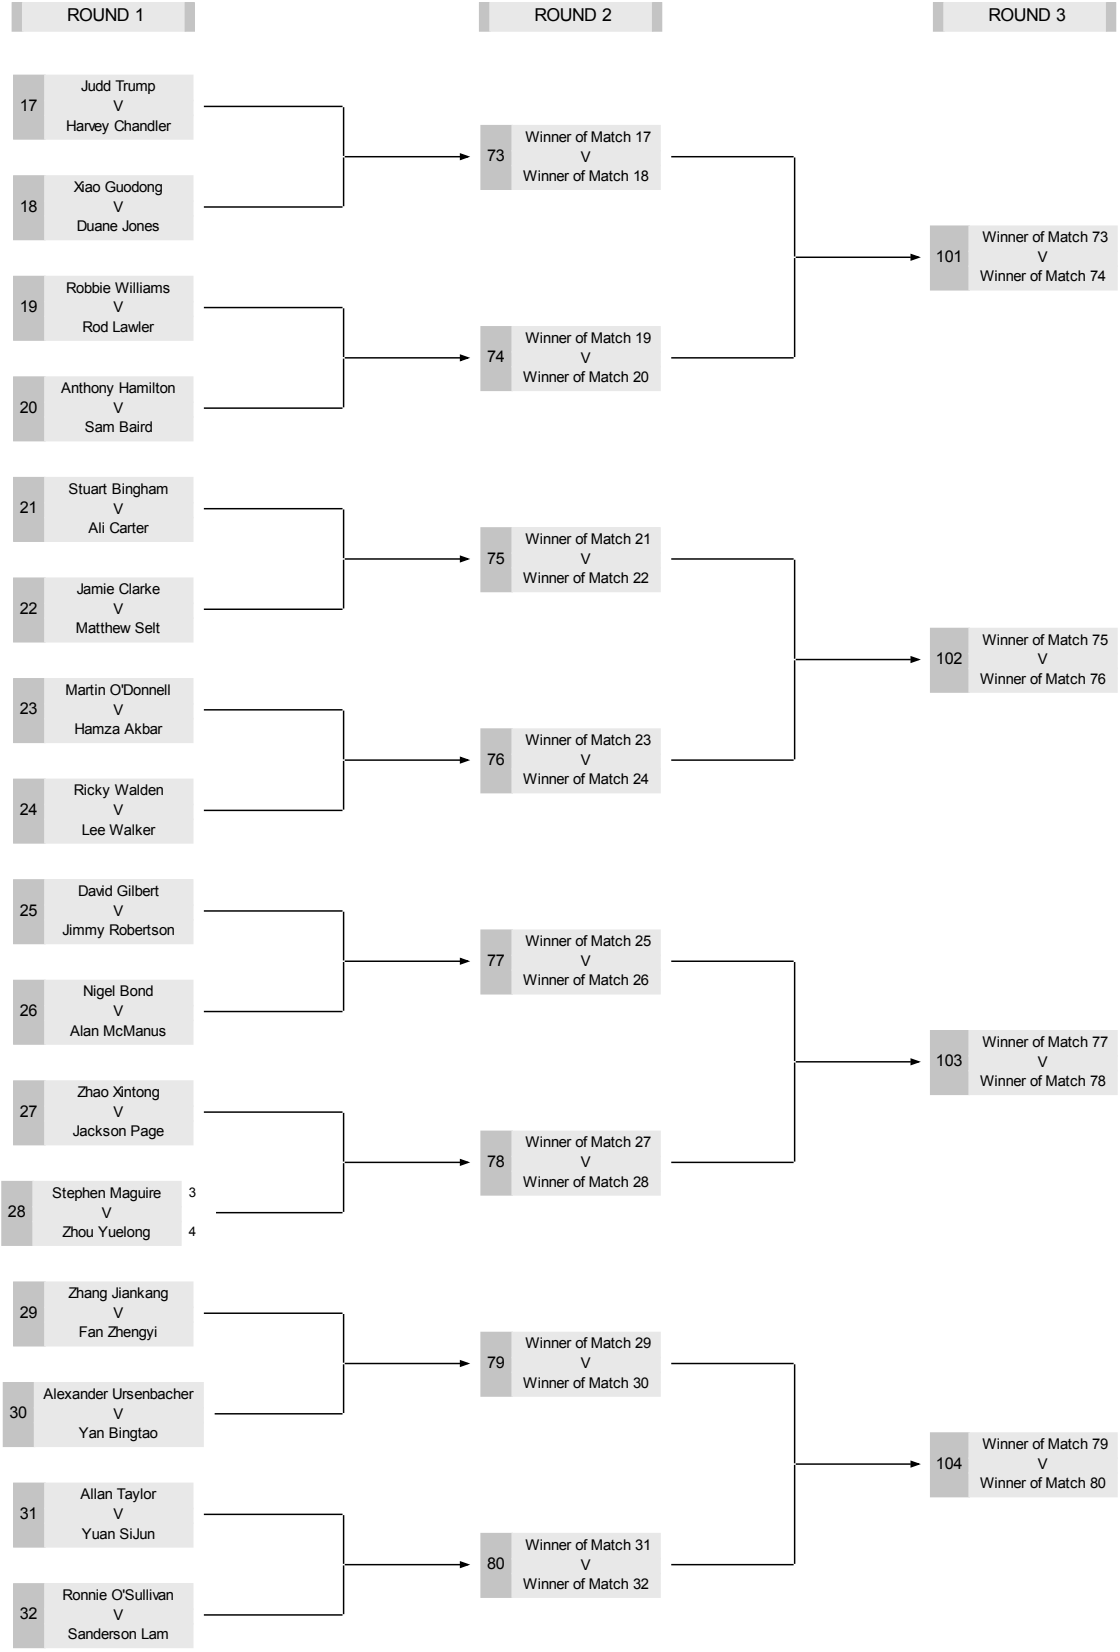 ROUND 1
ROUND 2
ROUND 3
17
Judd Trump
V
Harvey Chandler
18
Xiao Guodong
V
Duane Jones
19
Robbie Williams
V
Rod Lawler
20
Anthony Hamilton
V
Sam Baird
21
Stuart Bingham
V
Ali Carter
22
Jamie Clarke
V
Matthew Selt
23
Martin O'Donnell
V
Hamza Akbar
24
Ricky Walden
V
Lee Walker
25
David Gilbert
V
Jimmy Robertson
26
Nigel Bond
V
Alan McManus
27
Zhao Xintong
V
Jackson Page
28
Stephen Maguire 3
V
Zhou Yuelong 4
29
Zhang Jiankang
V
Fan Zhengyi
30
Alexander Ursenbacher
V
Yan Bingtao
31
Allan Taylor
V
Yuan SiJun
32
Ronnie O'Sullivan
V
Sanderson Lam
73
Winner of Match 17
V
Winner of Match 18
74
Winner of Match 19
V
Winner of Match 20
75
Winner of Match 21
V
Winner of Match 22
76
Winner of Match 23
V
Winner of Match 24
77
Winner of Match 25
V
Winner of Match 26
78
Winner of Match 27
V
Winner of Match 28
79
Winner of Match 29
V
Winner of Match 30
80
Winner of Match 31
V
Winner of Match 32
101
Winner of Match 73
V
Winner of Match 74
102
Winner of Match 75
V
Winner of Match 76
103
Winner of Match 77
V
Winner of Match 78
104
Winner of Match 79
V
Winner of Match 80